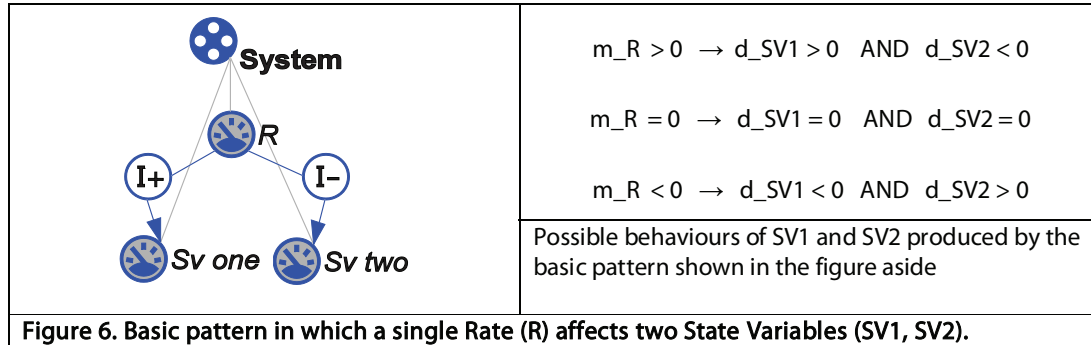 System
R
I+
I-
Sv one
Sv two
m_R > 0 → d_SV1 > 0 AND d_SV2 < 0
m_R = 0 → d_SV1 = 0 AND d_SV2 = 0
m_R < 0 → d_SV1 < 0 AND d_SV2 > 0
Possible behaviours of SV1 and SV2 produced by the
basic pattern shown in the figure aside
Figure 6. Basic pattern in which a single Rate (R) affects two State Variables (SV1, SV2).